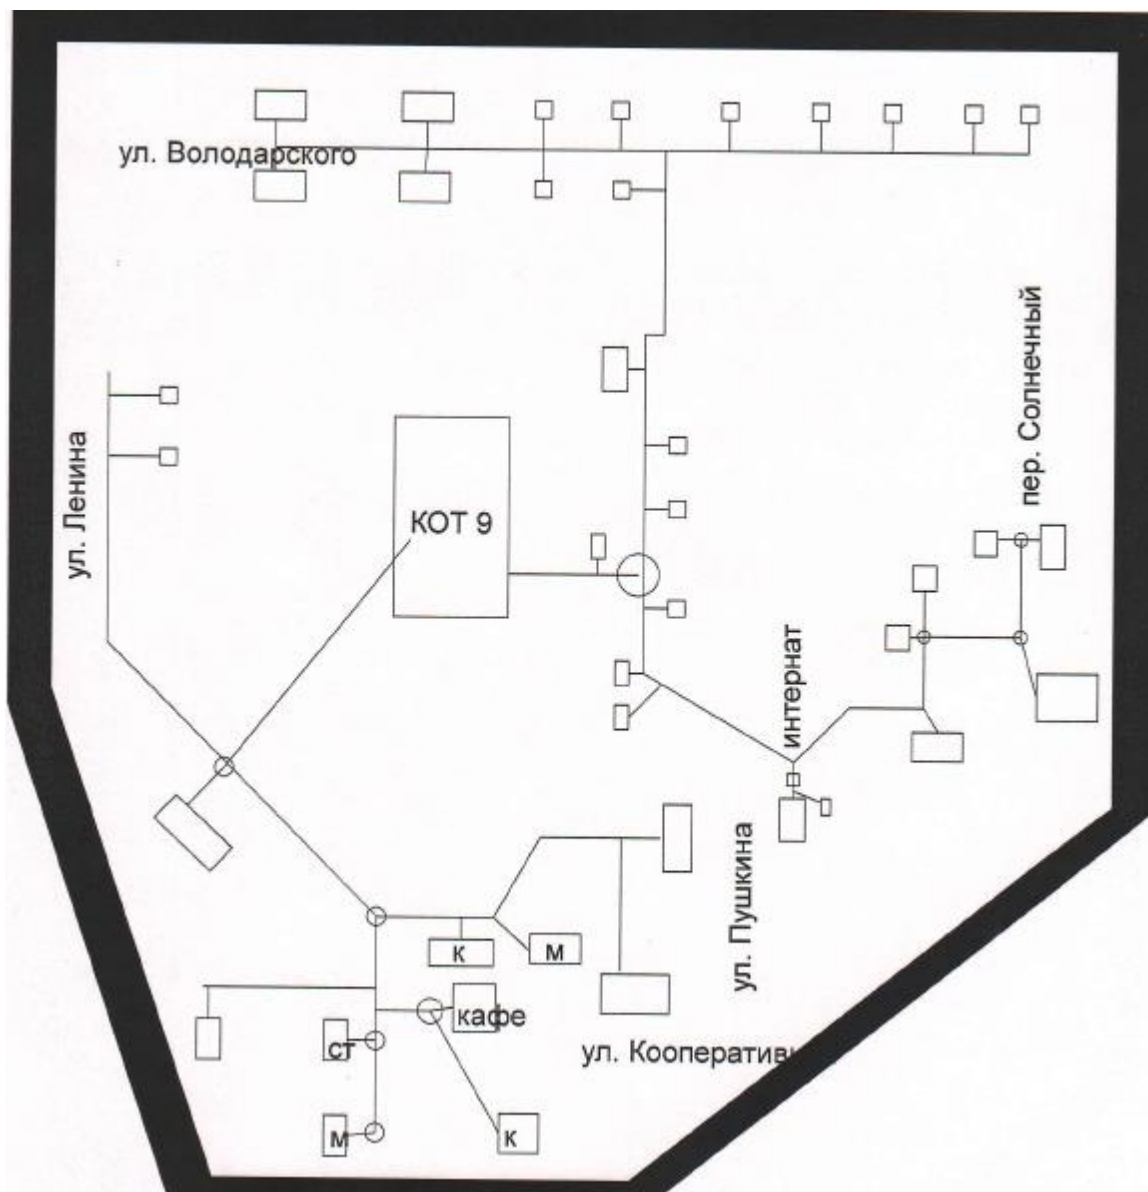 ул. Володарского
пер. Солнечный
ул. Ленина
КОТ 9
интернат
ул. Пушкина
к
м
кафе
ст
ул. Кооператив
м
к